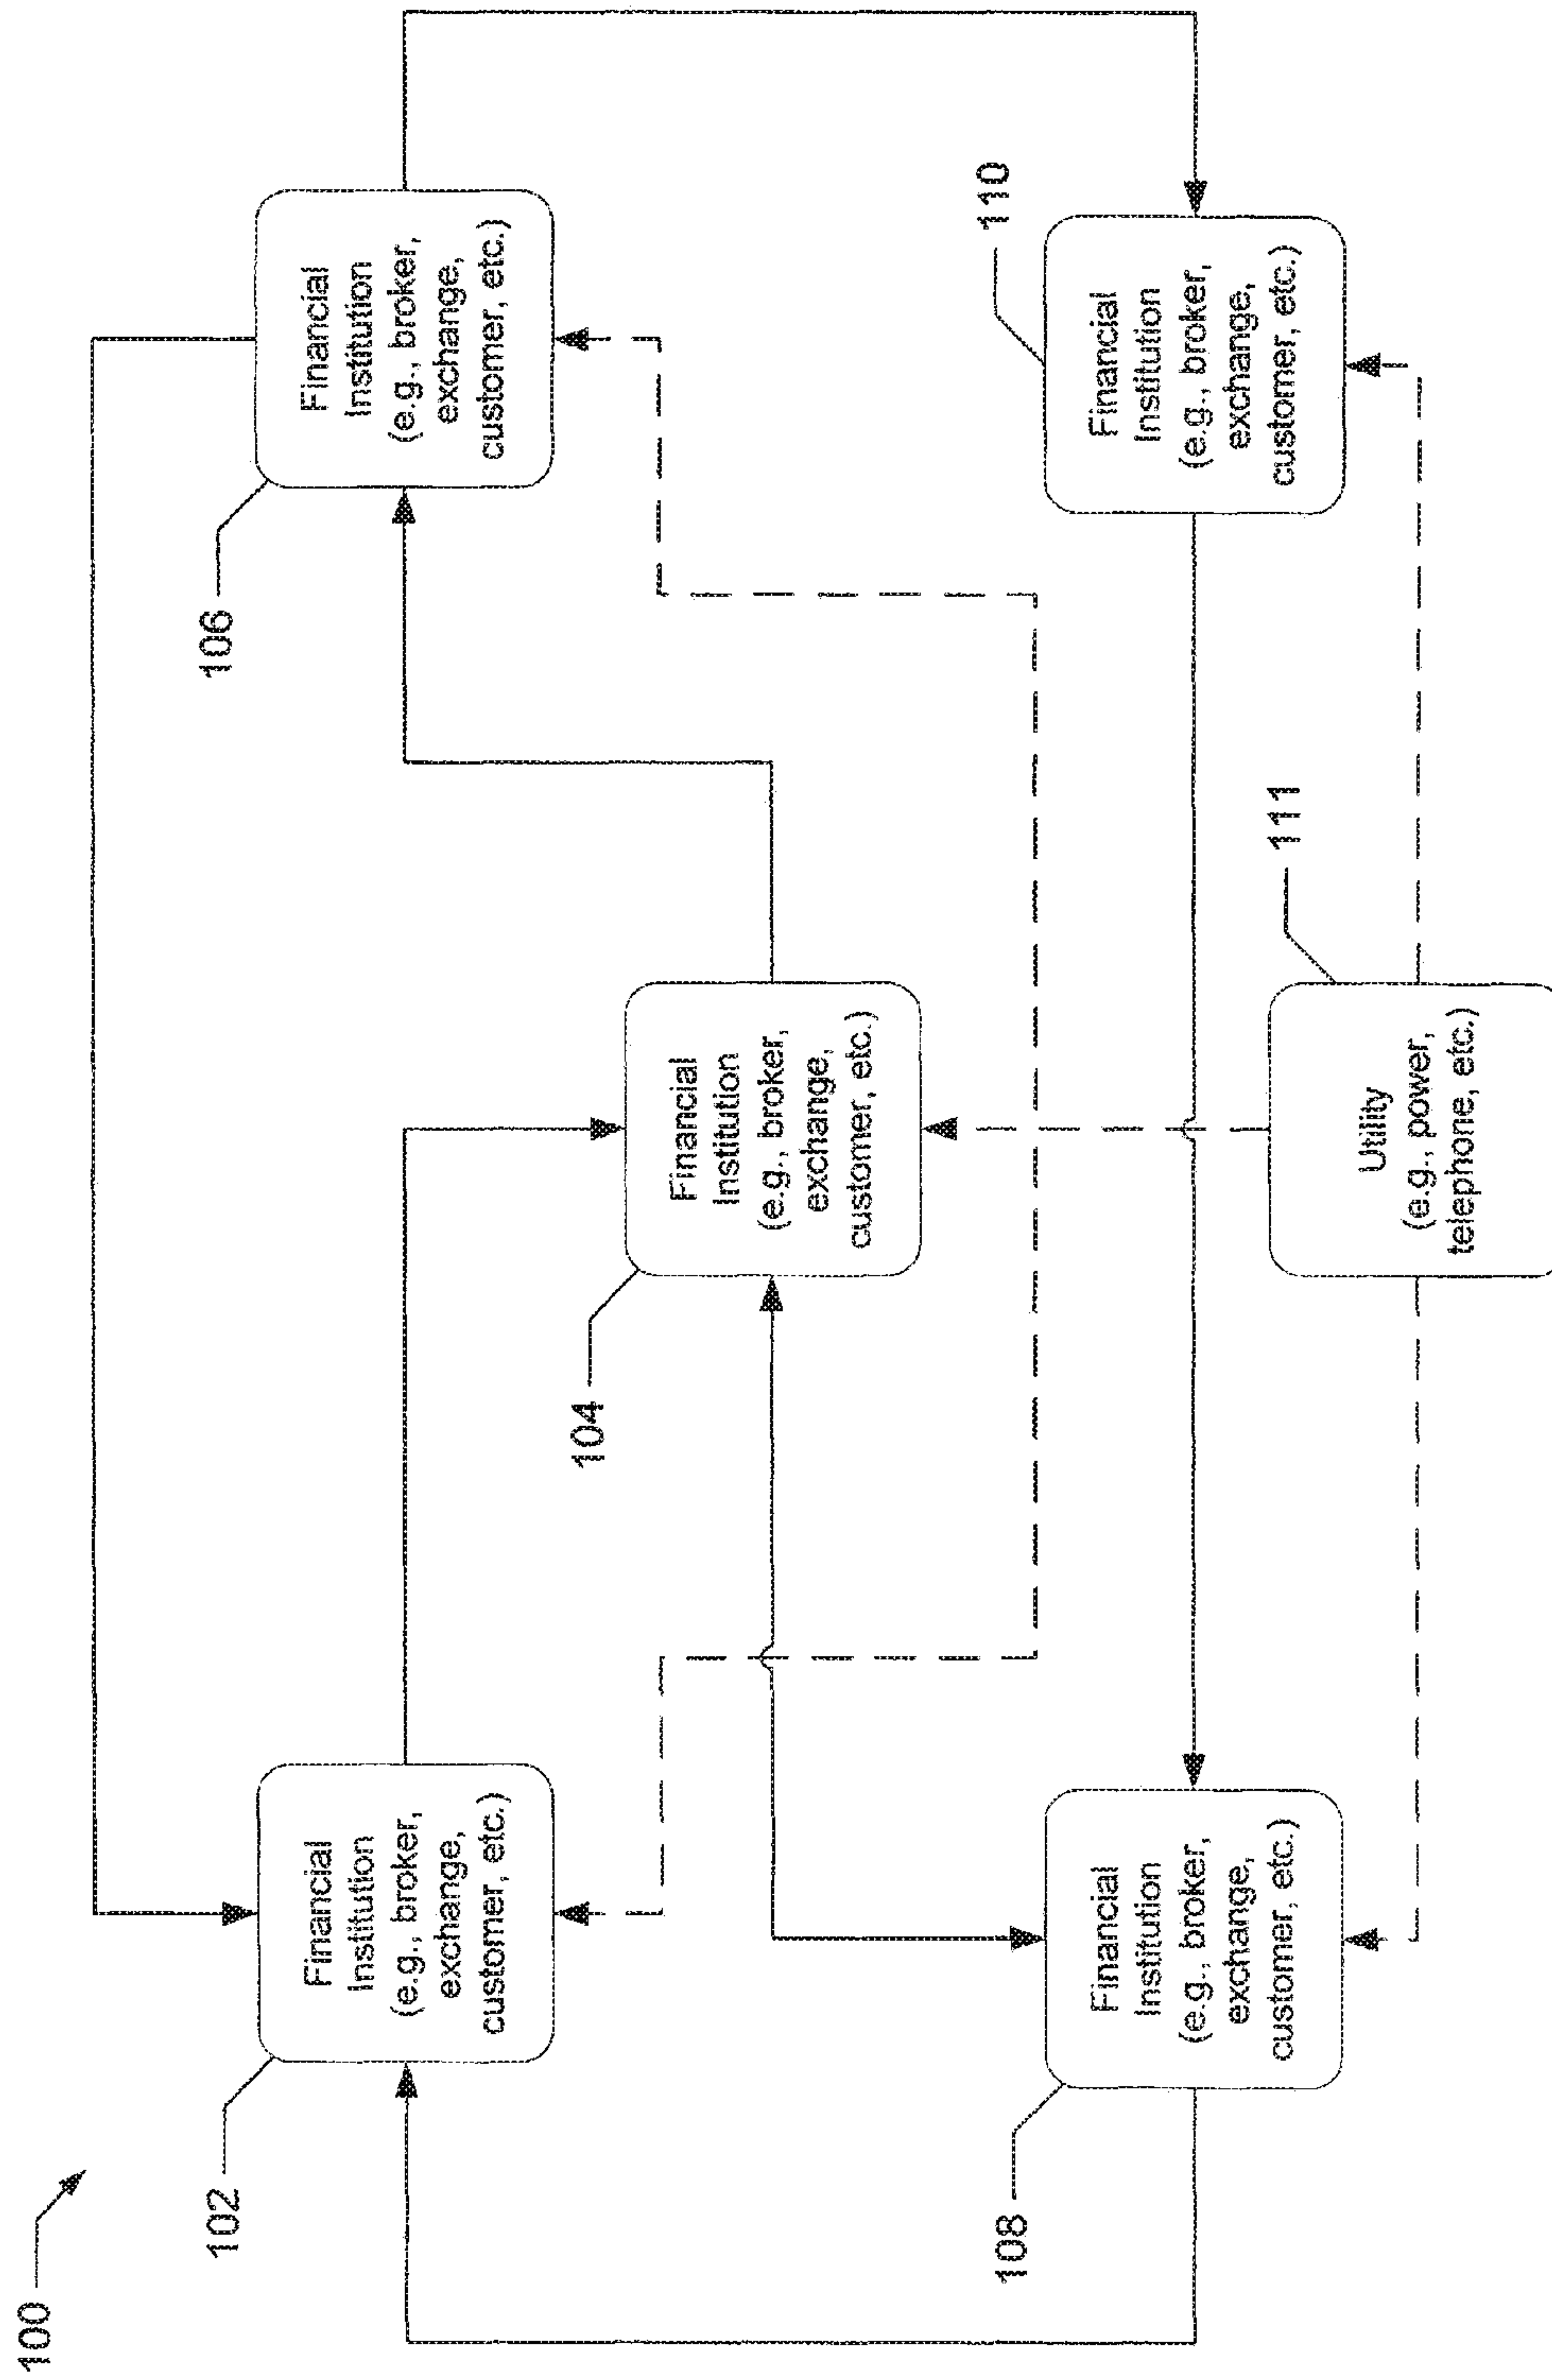 100
102
Financial
Institution
(e.g., broker,
exchange,
customer, etc.)
106
Financial
Institution
(e.g., broker,
exchange,
customer, etc.)
104
Financial
Institution
(e.g., broker,
exchange,
customer, etc.)
108
Financial
Institution
(e.g., broker,
exchange,
customer, etc.)
110
Financial
Institution
(e.g., broker,
exchange,
customer, etc.)
111
Utility
(e.g., power,
telephone, etc.)